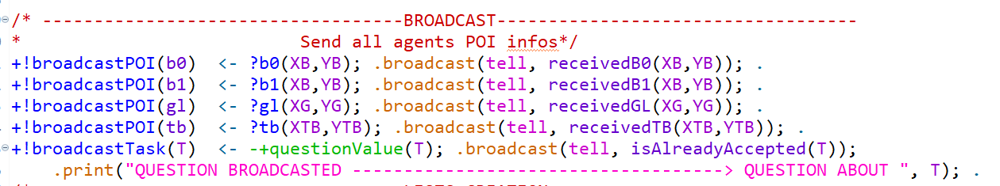 /* ----------------------------------BROADCAST----------------------------------
* Send all agents POI infos*/
+!broadcastPOI(b0) <- ?b0(XB,YB); .broadcast(tell, receivedB0(XB,YB)); .
+!broadcastPOI(b1) <- ?b1(XB,YB); .broadcast(tell, receivedB1(XB,YB)); .
+!broadcastPOI(gl) <- ?gl(XG,YG); .broadcast(tell, receivedGL(XG,YG)); .
+!broadcastPOI(tb) <- ?tb(XTB,YTB); .broadcast(tell, receivedTB(XTB,YTB)); .
+!broadcastTask(T) <- -+questionValue(T); .broadcast(tell, isAlreadyAccepted(T));
.print("QUESTION BROADCASTED -----------------------------------> QUESTION ABOUT ", T); .